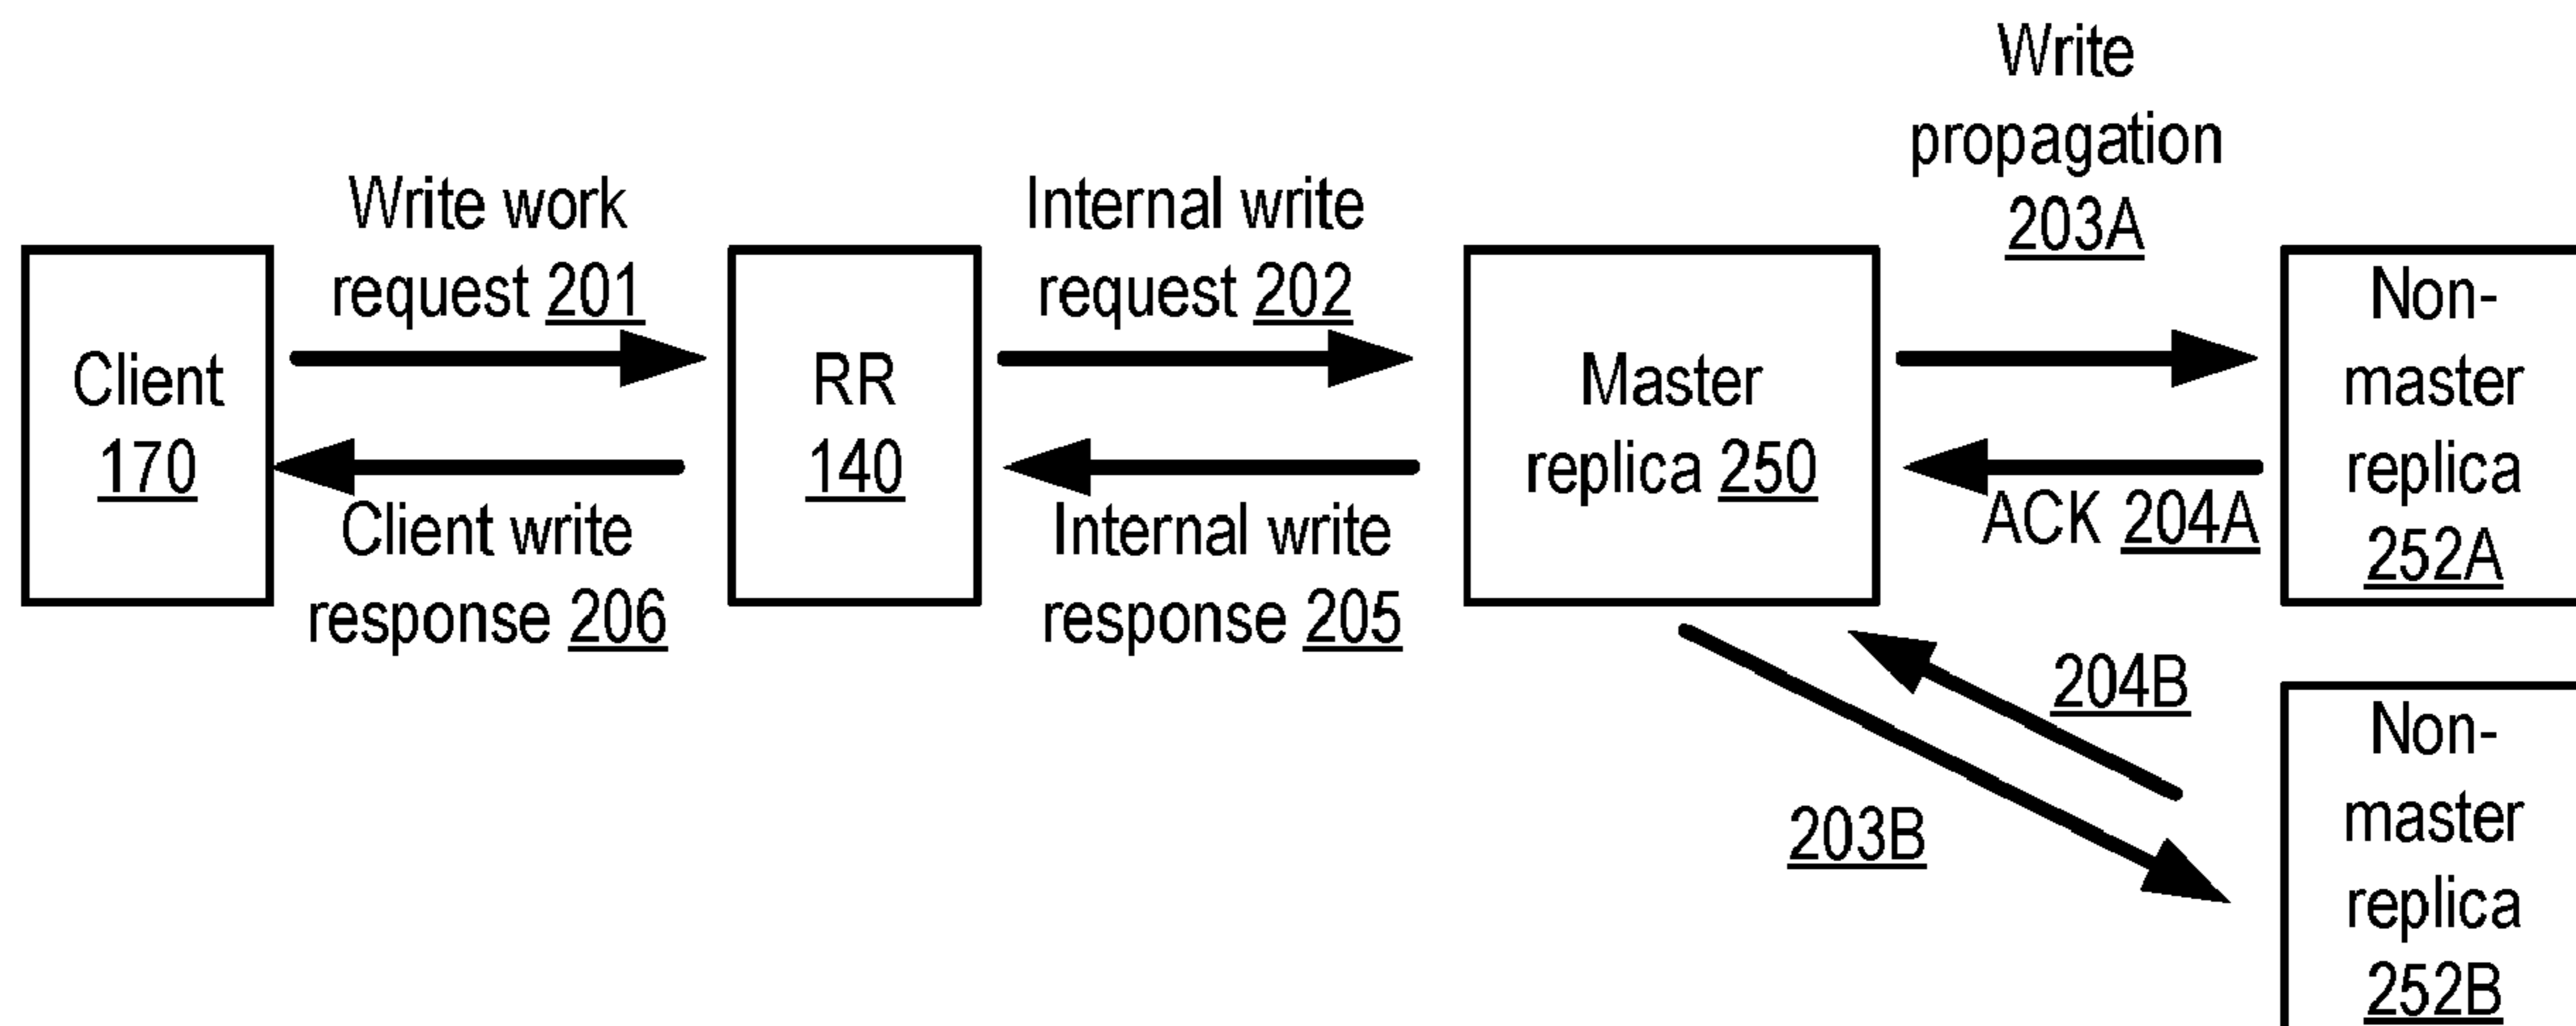 Write
propagation
203A
Write work
request 201
Internal write
request 202
Client
170
RR
140
Master
replica 250
Non-
master
replica
252A
ACK 204A
Client write
response 206
Internal write
response 205
204B
203B
Non-
master
replica
252B